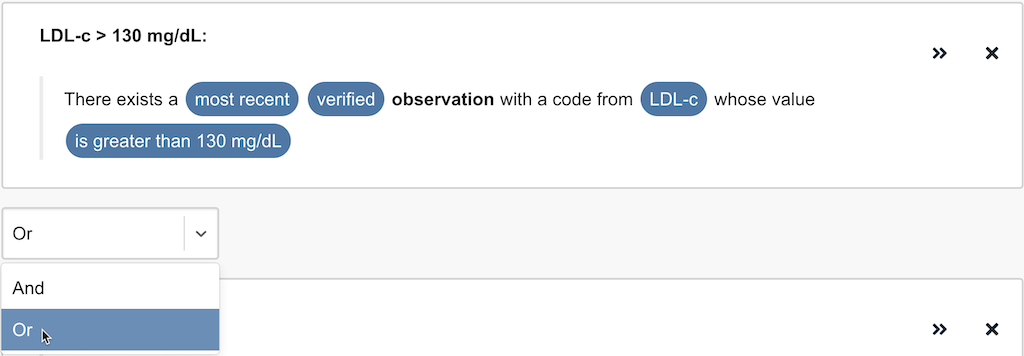 LDL-c > 130 mg/dL:
There exists a most recent verified observation with a code from LDL-c whose value
is greater than 130 mg/dL
Or
And
Or